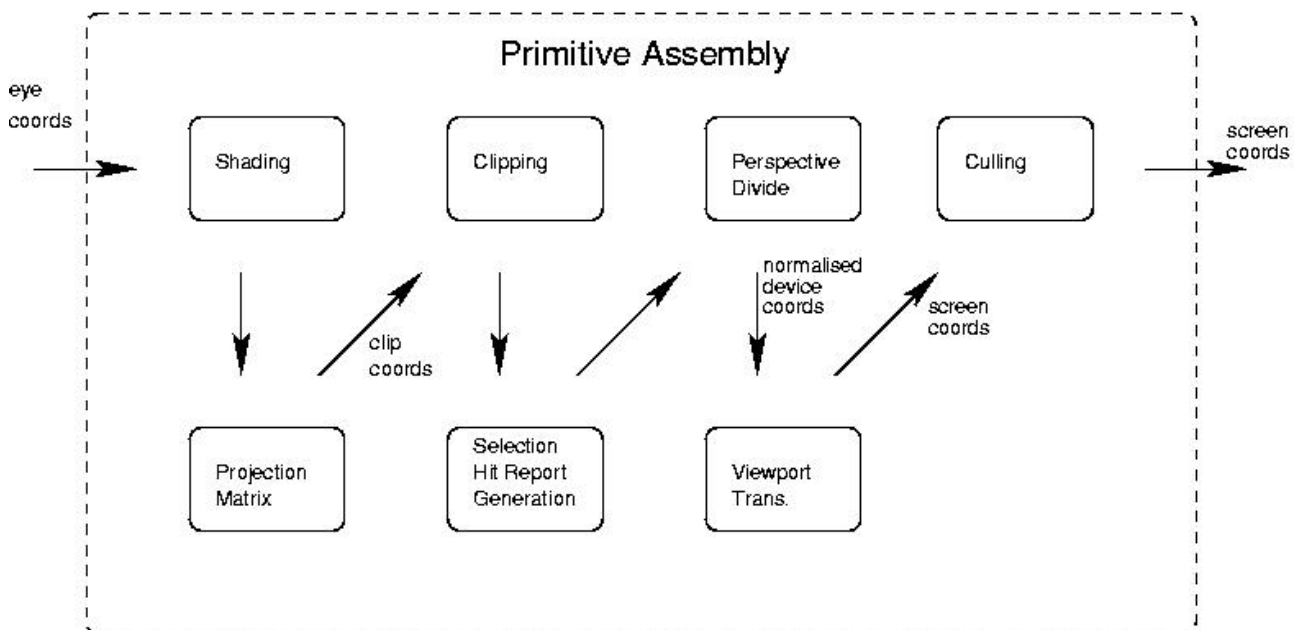 Primitive Assembly
eye
coords
Shading
Clipping
Perspective
Divide
Culling
screen
coords
clip
coords
normalised
device
coords
screen
coords
Projection
Matrix
Selection
Hit Report
Generation
Viewport
Trans.